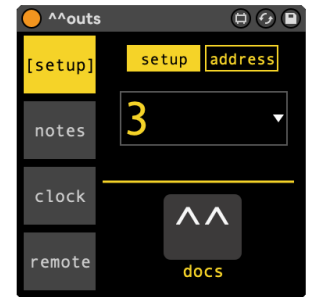 ^^outs
[setup]
setup address
notes
3
clock
^^
remote
docs